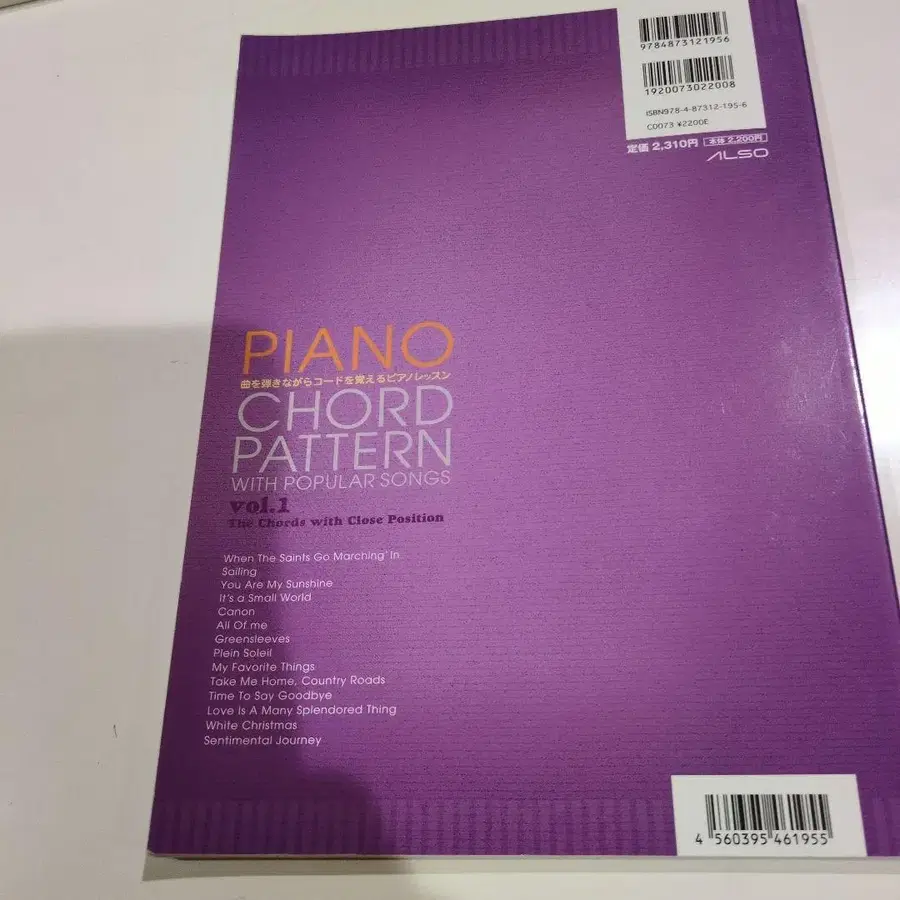 9784873121956
1920073022008
ISBN978-4-87312-195-6
C0073 ¥2200E
定価 2,310円 本体 2,200円
ALSO
PIANO
曲を弾きながらコードを覚えるピアノレッスン
CHORD
PATTERN
WITH POPULAR SONGS
vol.1
The Chords with Close Position
When The Saints Go Marching' In
Sailing
You Are My Sunshine
It's a Small World
Canon
All Of me
Greensleeves
Plein Soleil
My Favorite Things
Take Me Home, Country Roads
Time To Say Goodbye
Love Is A Many Splendored Thing
White Christmas
Sentimental Journey
4 560395 461955